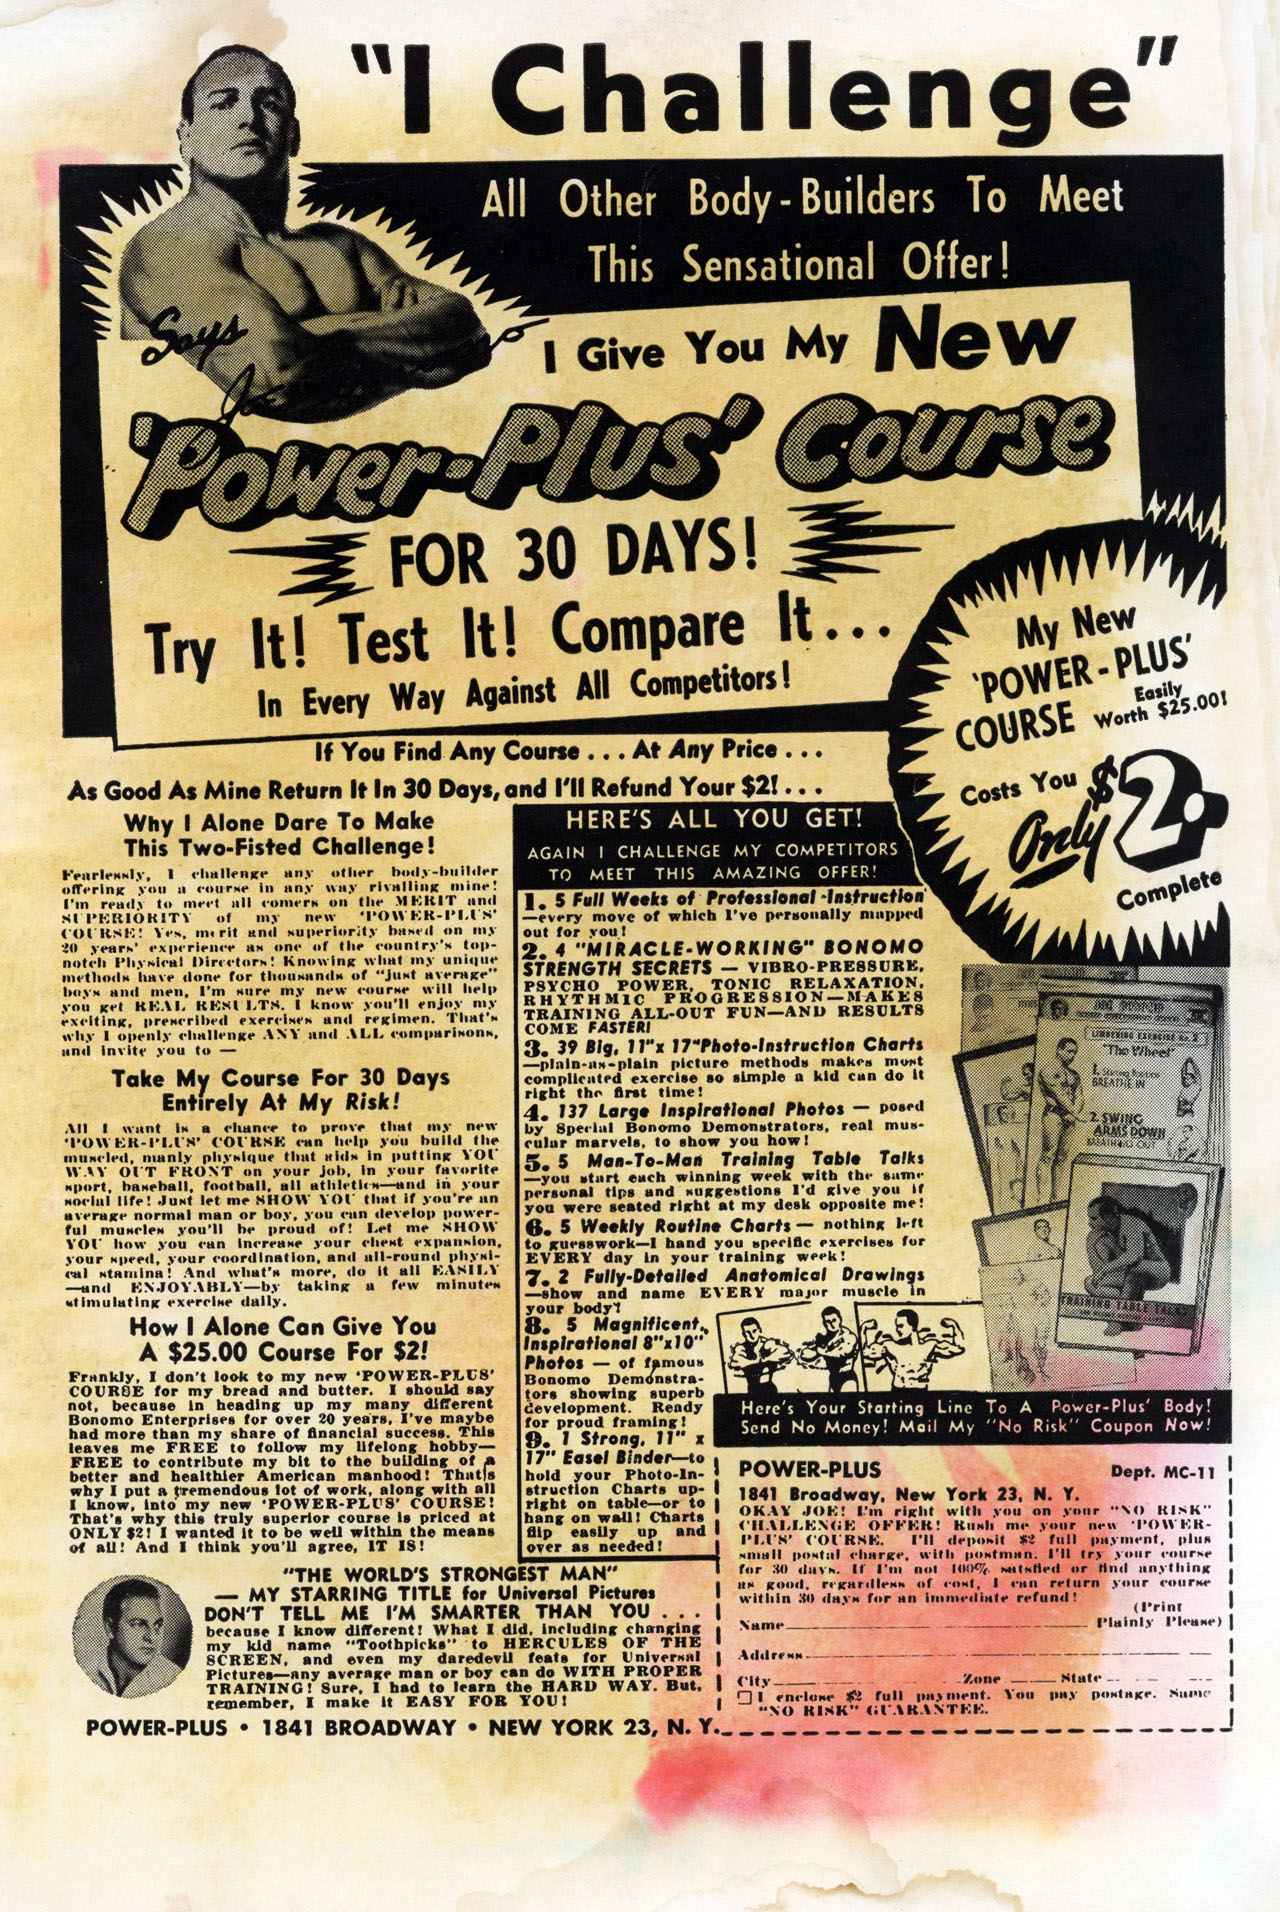 "I Challenge"
All Other Body-Builders To Meet
This Sensational Offer!
Says
Joe
I Give You My New
'Power-Plus' Course
FOR 30 DAYS!
Try It! Test It! Compare It...
In Every Way Against All Competitors!
My New
'POWER-PLUS'
COURSE Easily
Worth $25.00!
Costs You
Only $2.
Complete
If You Find Any Course . . . At Any Price . . .
As Good As Mine Return It In 30 Days, and I'll Refund Your $2! . . .
Why I Alone Dare To Make
This Two-Fisted Challenge!
Fearlessly, I challenge any other body-builder
offering you a course in any way rivalling mine!
I'm ready to meet all comers on the MERIT and
SUPERIORITY of my new 'POWER-PLUS'
COURSE! Yes, merit and superiority based on my
20 years' experience as one of the country's top-
notch Physical Directors! Knowing what my unique
methods have done for thousands of "just average"
boys and men, I'm sure my new course will help
you get REAL RESULTS. I know you'll enjoy my
exciting, prescribed exercises and regimen. That's
why I openly challenge ANY and ALL comparisons,
and invite you to —
Take My Course For 30 Days
Entirely At My Risk!
All I want is a chance to prove that my new
'POWER-PLUS' COURSE can help you build the
muscled, manly physique that aids in putting YOU
WAY OUT FRONT on your job, in your favorite
sport, baseball, football, all athletics—and in your
social life! Just let me SHOW YOU that if you're an
average normal man or boy, you can develop power-
ful muscles you'll be proud of! Let me SHOW
YOU how you can increase your chest expansion,
your speed, your coordination, and all-round physi-
cal stamina! And what's more, do it all EASILY
—and ENJOYABLY—by taking a few minutes
stimulating exercise daily.
How I Alone Can Give You
A $25.00 Course For $2!
Frankly, I don't look to my new 'POWER-PLUS'
COURSE for my bread and butter. I should say
not, because in heading up my many different
Bonomo Enterprises for over 20 years, I've maybe
had more than my share of financial success. This
leaves me FREE to follow my lifelong hobby—
FREE to contribute my bit to the building of a
better and healthier American manhood! That's
why I put a tremendous lot of work, along with all
I know, into my new 'POWER-PLUS' COURSE!
That's why this truly superior course is priced at
ONLY $2! I wanted it to be well within the means
of all! And I think you'll agree, IT IS!
HERE'S ALL YOU GET!
AGAIN I CHALLENGE MY COMPETITORS
TO MEET THIS AMAZING OFFER!
1. 5 Full Weeks of Professional-Instruction
—every move of which I've personally mapped
out for you!
2. 4 "MIRACLE-WORKING" BONOMO
STRENGTH SECRETS — VIBRO-PRESSURE,
PSYCHO POWER, TONIC RELAXATION,
RHYTHMIC PROGRESSION—MAKES
TRAINING ALL-OUT FUN—AND RESULTS
COME FASTER!
3. 39 Big, 11"x 17"Photo-Instruction Charts
—plain-as-plain picture methods makes most
complicated exercise so simple a kid can do it
right the first time!
4. 137 Large Inspirational Photos — posed
by Special Bonomo Demonstrators, real mus-
cular marvels, to show you how!
5. 5 Man-To-Man Training Table Talks
—you start each winning week with the same
personal tips and suggestions I'd give you if
you were seated right at my desk opposite me!
6. 5 Weekly Routine Charts — nothing left
to guesswork—I hand you specific exercises for
EVERY day in your training week!
7. 2 Fully-Detailed Anatomical Drawings
—show and name EVERY major muscle in
your body!
8. 5 Magnificent,
Inspirational 8"x10"
Photos — of famous
Bonomo Demonstra-
tors showing superb
development. Ready
for proud framing!
9. 1 Strong, 11" x
17" Easel Binder—to
hold your Photo-In-
struction Charts up-
right on table—or to
hang on wall! Charts
flip easily up and
over as needed!
LIMBERING EXERCISE No. 2
"The Wheel"
1. Starting Position
BREATHE IN
2. SWING
ARMS DOWN
BREATHING OUT
TRAINING TABLE TALK
Here's Your Starting Line To A Power-Plus' Body!
Send No Money! Mail My "No Risk" Coupon Now!
"THE WORLD'S STRONGEST MAN"
— MY STARRING TITLE for Universal Pictures
DON'T TELL ME I'M SMARTER THAN YOU . . .
because I know different! What I did, including changing
my kid name "Toothpicks" to HERCULES OF THE
SCREEN, and even my daredevil feats for Universal
Pictures—any average man or boy can do WITH PROPER
TRAINING! Sure, I had to learn the HARD WAY. But,
remember, I make it EASY FOR YOU!
POWER-PLUS • 1841 BROADWAY • NEW YORK 23, N. Y.
POWER-PLUS Dept. MC-11
1841 Broadway, New York 23, N. Y.
OKAY JOE! I'm right with you on your "NO RISK"
CHALLENGE OFFER! Rush me your new 'POWER-
PLUS' COURSE. I'll deposit $2 full payment, plus
small postal charge, with postman. I'll try your course
for 30 days. If I'm not 100% satisfied or find anything
as good, regardless of cost, I can return your course
within 30 days for an immediate refund!
(Print
Name Plainly Please)
Address
City Zone State
I enclose $2 full payment. You pay postage. Same
"NO RISK" GUARANTEE.